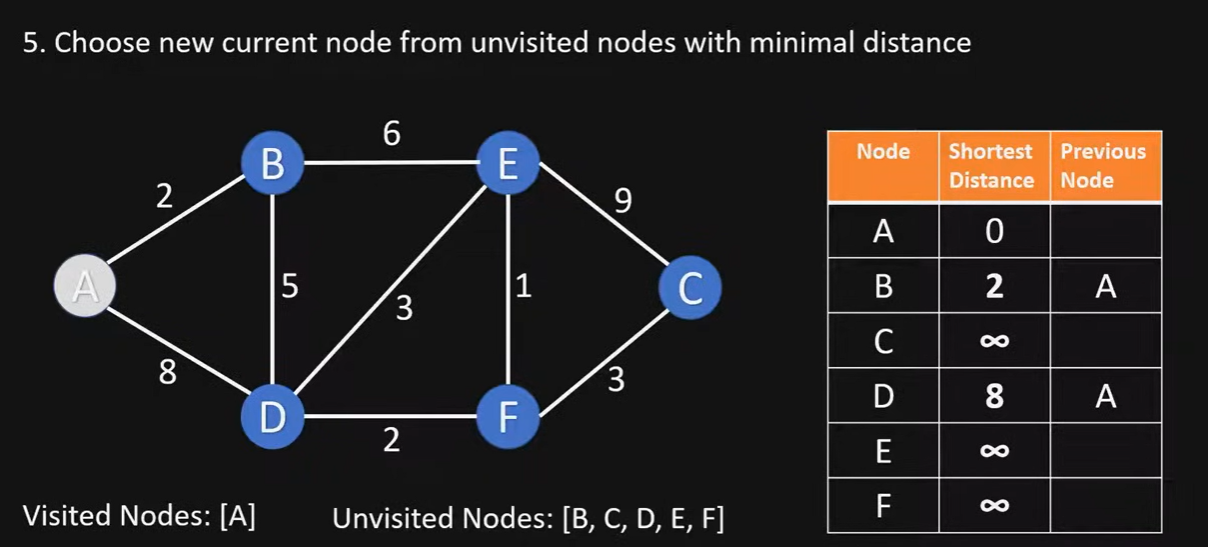 5. Choose new current node from unvisited nodes with minimal distance
6
B
E
2
9
A
5
3
1
C
8
3
D
F
2
Node Shortest Distance Previous Node
A 0
B 2 A
C ∞
D 8 A
E ∞
F ∞
Visited Nodes: [A]
Unvisited Nodes: [B, C, D, E, F]